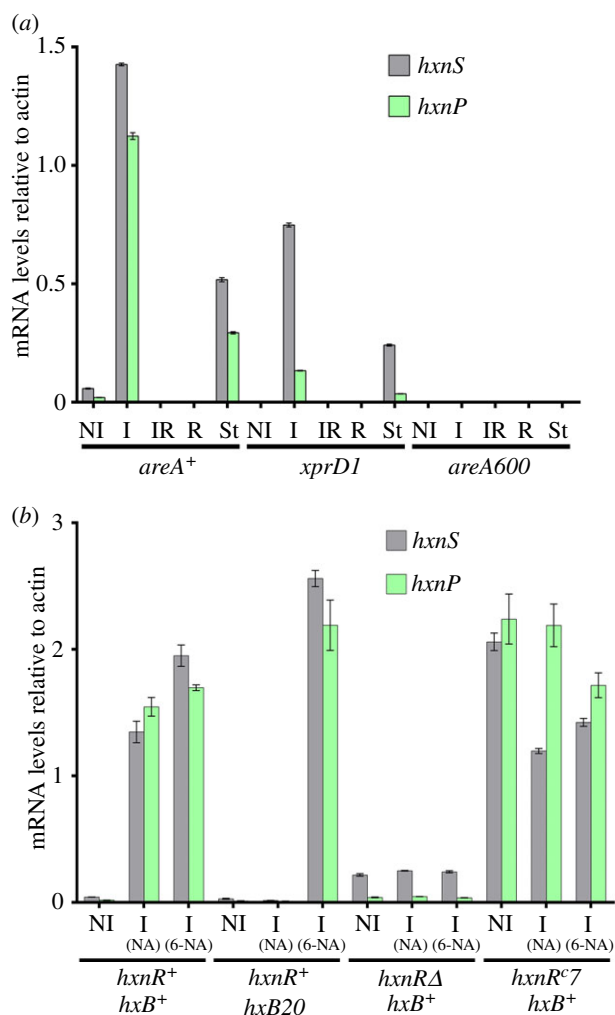 (a)
1.5
1.0
0.5
0
mRNA levels relative to actin
hxnS
hxnP
NI I IR R St NI I IR R St NI I IR R St
areA+ xprD1 areA600
(b)
3
2
1
0
mRNA levels relative to actin
hxnS
hxnP
NI I I NI I I NI I I NI I I
(NA) (6-NA) (NA) (6-NA) (NA) (6-NA) (NA) (6-NA)
hxnR+ hxnR+ hxnRΔ hxnRᶜ7
hxB+ hxB20 hxB+ hxB+